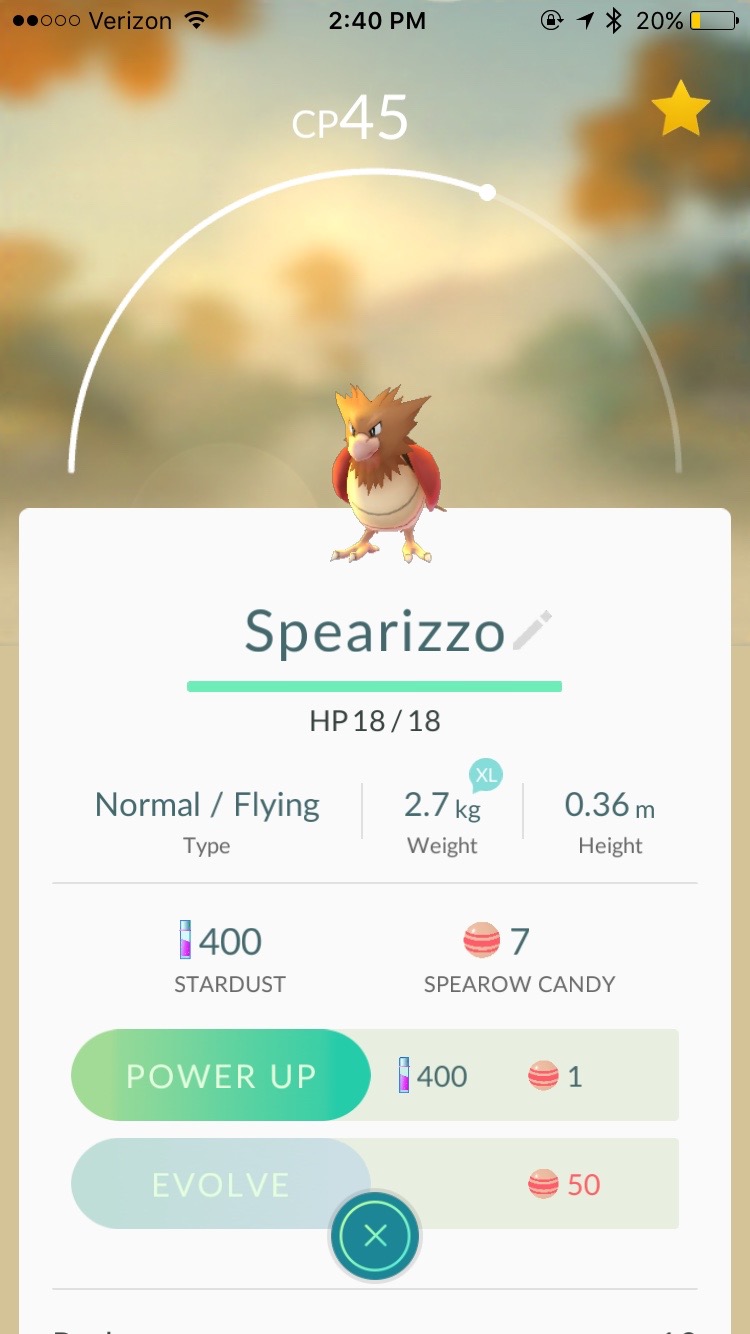 Verizon 2:40 PM 20%
CP45
Spearizzo
HP 18 / 18
XL
Normal / Flying 2.7 kg 0.36 m
Type Weight Height
400 7
STARDUST SPEAROW CANDY
POWER UP 400 1
EVOLVE 50